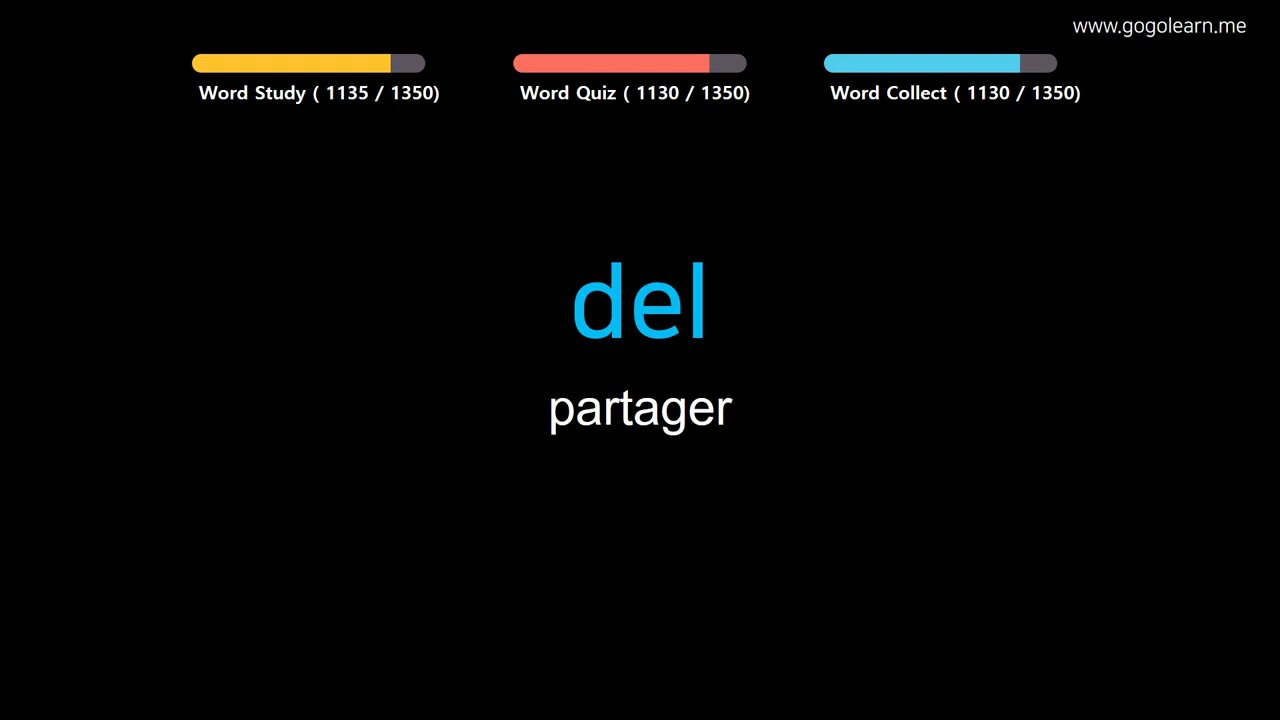 www.gogolearn.me
Word Study ( 1135 / 1350)
Word Quiz ( 1130 / 1350)
Word Collect ( 1130 / 1350)
del
partager